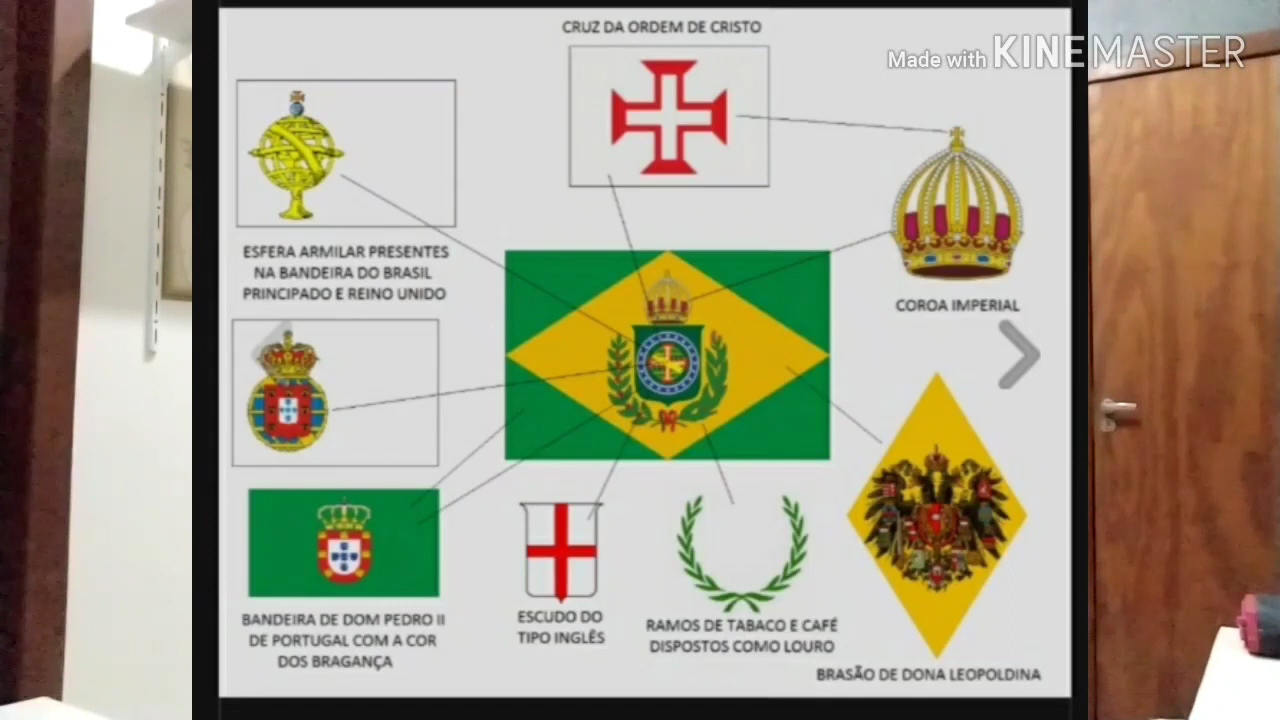 CRUZ DA ORDEM DE CRISTO
Made with KINEMASTER
ESFERA ARMILAR PRESENTES
NA BANDEIRA DO BRASIL
PRINCIPADO E REINO UNIDO
COROA IMPERIAL
BANDEIRA DE DOM PEDRO II
DE PORTUGAL COM A COR
DOS BRAGANÇA
ESCUDO DO
TIPO INGLÊS
RAMOS DE TABACO E CAFÉ
DISPOSTOS COMO LOURO
BRASÃO DE DONA LEOPOLDINA